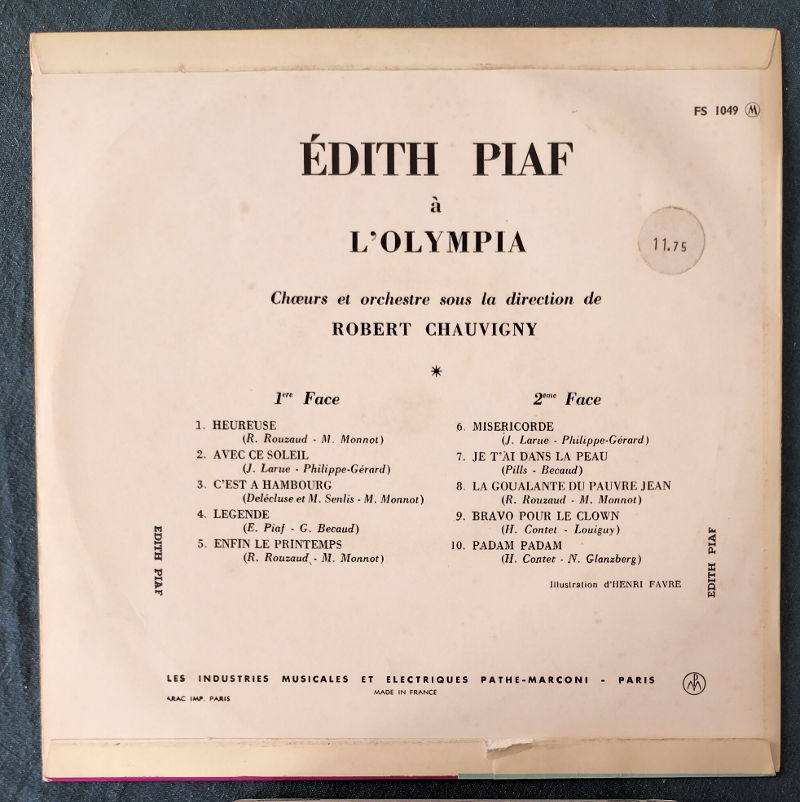 FS 1049 M
ÉDITH PIAF
à
L'OLYMPIA
11.75
Chœurs et orchestre sous la direction de
ROBERT CHAUVIGNY
1ere Face
1. HEUREUSE
(R. Rouzaud - M. Monnot)
2. AVEC CE SOLEIL
(J. Larue - Philippe-Gérard)
3. C'EST A HAMBOURG
(Delécluse et M. Senlis - M. Monnot)
4. LEGENDE
(E. Piaf - G. Becaud)
5. ENFIN LE PRINTEMPS
(R. Rouzaud - M. Monnot)
2eme Face
6. MISERICORDE
(J. Larue - Philippe-Gérard)
7. JE T'AI DANS LA PEAU
(Pills - Becaud)
8. LA GOUALANTE DU PAUVRE JEAN
(R. Rouzaud - M. Monnot)
9. BRAVO POUR LE CLOWN
(H. Contet - Louiguy)
10. PADAM PADAM
(H. Contet - N. Glanzberg)
Illustration d'HENRI FAVRE
EDITH PIAF
EDITH PIAF
LES INDUSTRIES MUSICALES ET ELECTRIQUES PATHE-MARCONI - PARIS
MADE IN FRANCE
IMP. PARIS